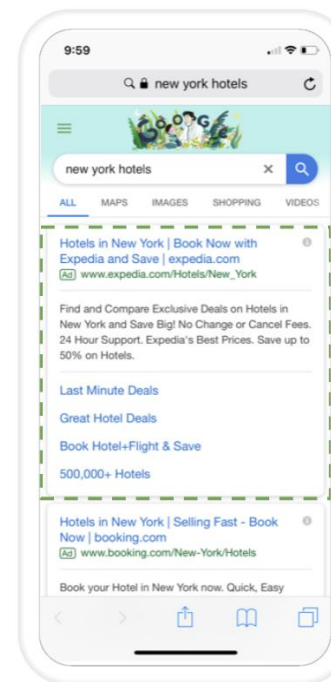 9:59
new york hotels
GOOGLE
new york hotels
ALL MAPS IMAGES SHOPPING VIDEOS
Hotels in New York | Book Now with
Expedia and Save | expedia.com
Ad www.expedia.com/Hotels/New_York
Find and Compare Exclusive Deals on Hotels in
New York and Save Big! No Change or Cancel Fees.
24 Hour Support. Expedia's Best Prices. Save up to
50% on Hotels.
Last Minute Deals
Great Hotel Deals
Book Hotel+Flight & Save
500,000+ Hotels
Hotels in New York | Selling Fast - Book
Now | booking.com
Ad www.booking.com/New-York/Hotels
Book your Hotel in New York now. Quick, Easy